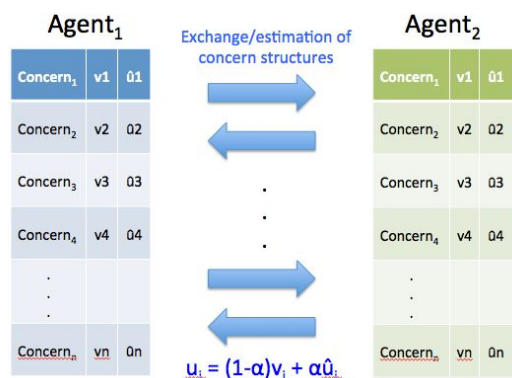 Agent₁
Exchange/estimation of
concern structures
Agent₂
Concern₁ v1 û1
Concern₂ v2 û2
Concern₃ v3 û3
Concern₄ v4 û4
. 
. 
. 
Concernₙ vn ûn
. 
. 
. 
uᵢ = (1-α)vᵢ + αûᵢ
Concern₁ v1 û1
Concern₂ v2 û2
Concern₃ v3 û3
Concern₄ v4 û4
. 
. 
. 
Concernₙ vn ûn